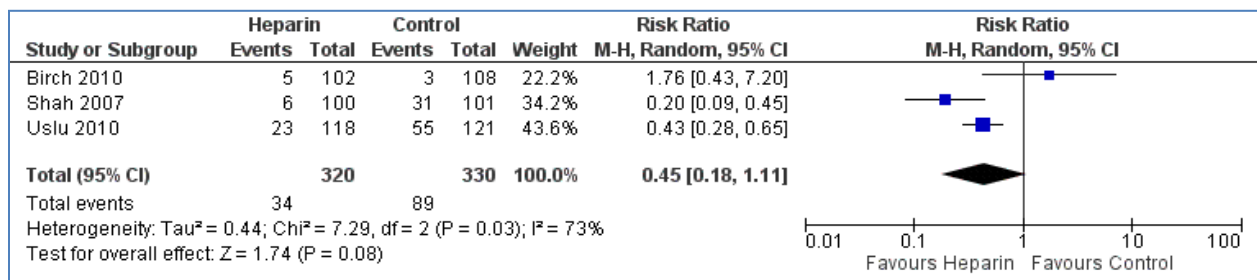 Heparin Control Risk Ratio Risk Ratio
Study or Subgroup Events Total Events Total Weight M-H, Random, 95% CI M-H, Random, 95% CI
Birch 2010 5 102 3 108 22.2% 1.76 [0.43, 7.20]
Shah 2007 6 100 31 101 34.2% 0.20 [0.09, 0.45]
Uslu 2010 23 118 55 121 43.6% 0.43 [0.28, 0.65]
Total (95% CI) 320 330 100.0% 0.45 [0.18, 1.11]
Total events 34 89
Heterogeneity: Tau² = 0.44; Chi² = 7.29, df = 2 (P = 0.03); I² = 73%
Test for overall effect: Z = 1.74 (P = 0.08)
0.01 0.1 1 10 100
Favours Heparin Favours Control